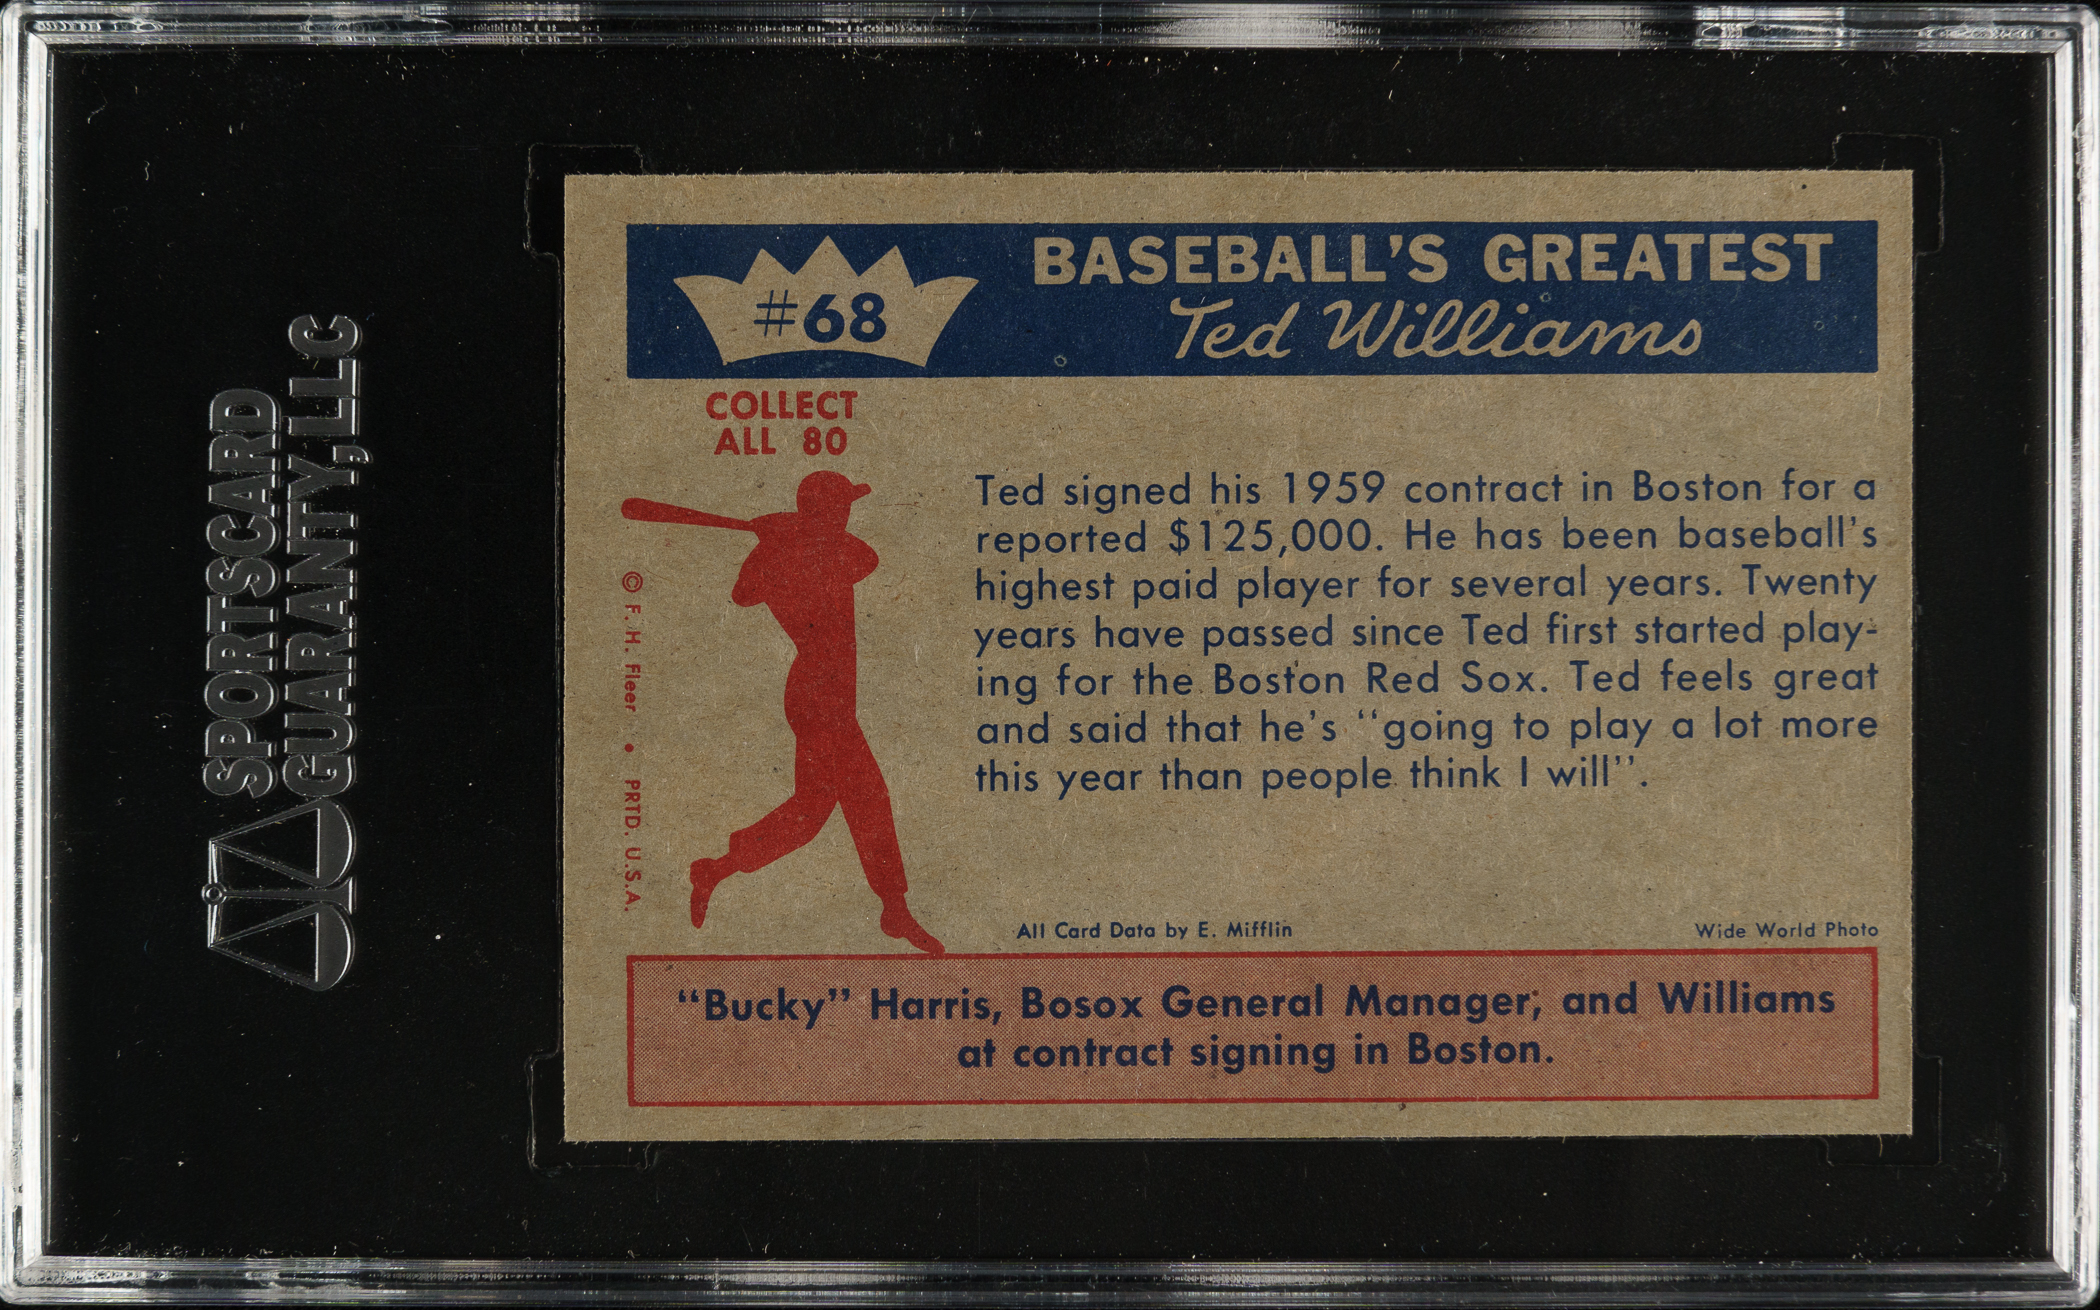 SPORTSCARD
GUARANTY, LLC
#68
BASEBALL'S GREATEST
Ted Williams
COLLECT
ALL 80
© F. H. Fleer • PRTD. U.S.A.
Ted signed his 1959 contract in Boston for a
reported $125,000. He has been baseball's
highest paid player for several years. Twenty
years have passed since Ted first started play-
ing for the Boston Red Sox. Ted feels great
and said that he's "going to play a lot more
this year than people think I will".
All Card Data by E. Mifflin
Wide World Photo
"Bucky" Harris, Bosox General Manager, and Williams
at contract signing in Boston.